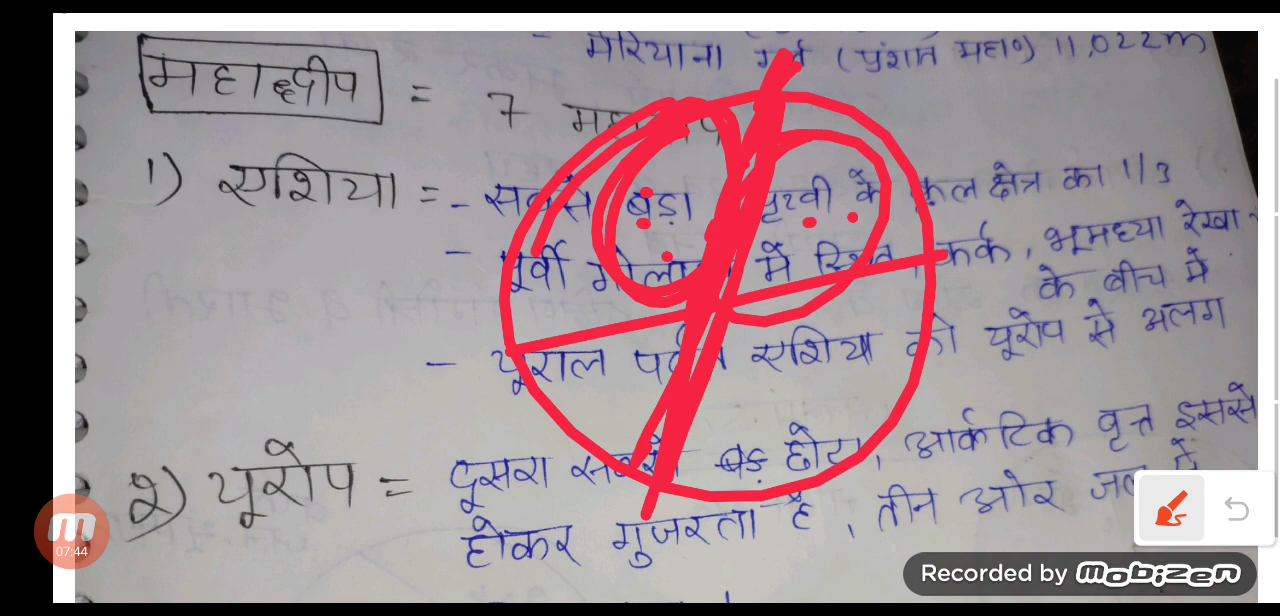 - मेरियाना गर्त (प्रशांत महा०) 11,022m
महाद्वीप = 7
1) एशिया = - सबसे बड़ा पृथ्वी के कुल क्षेत्र का 1/3
- पूर्वी में स्थित, कर्क, भूमध्या रेखा
के बीच में
- यूराल पर्वत एशिया को यूरोप से अलग
2) यूरोप = दूसरा सबसे छोटा, आर्कटिक वृत्त इससे
होकर गुजरता है, तीन ओर
07:44
Recorded by mobizen